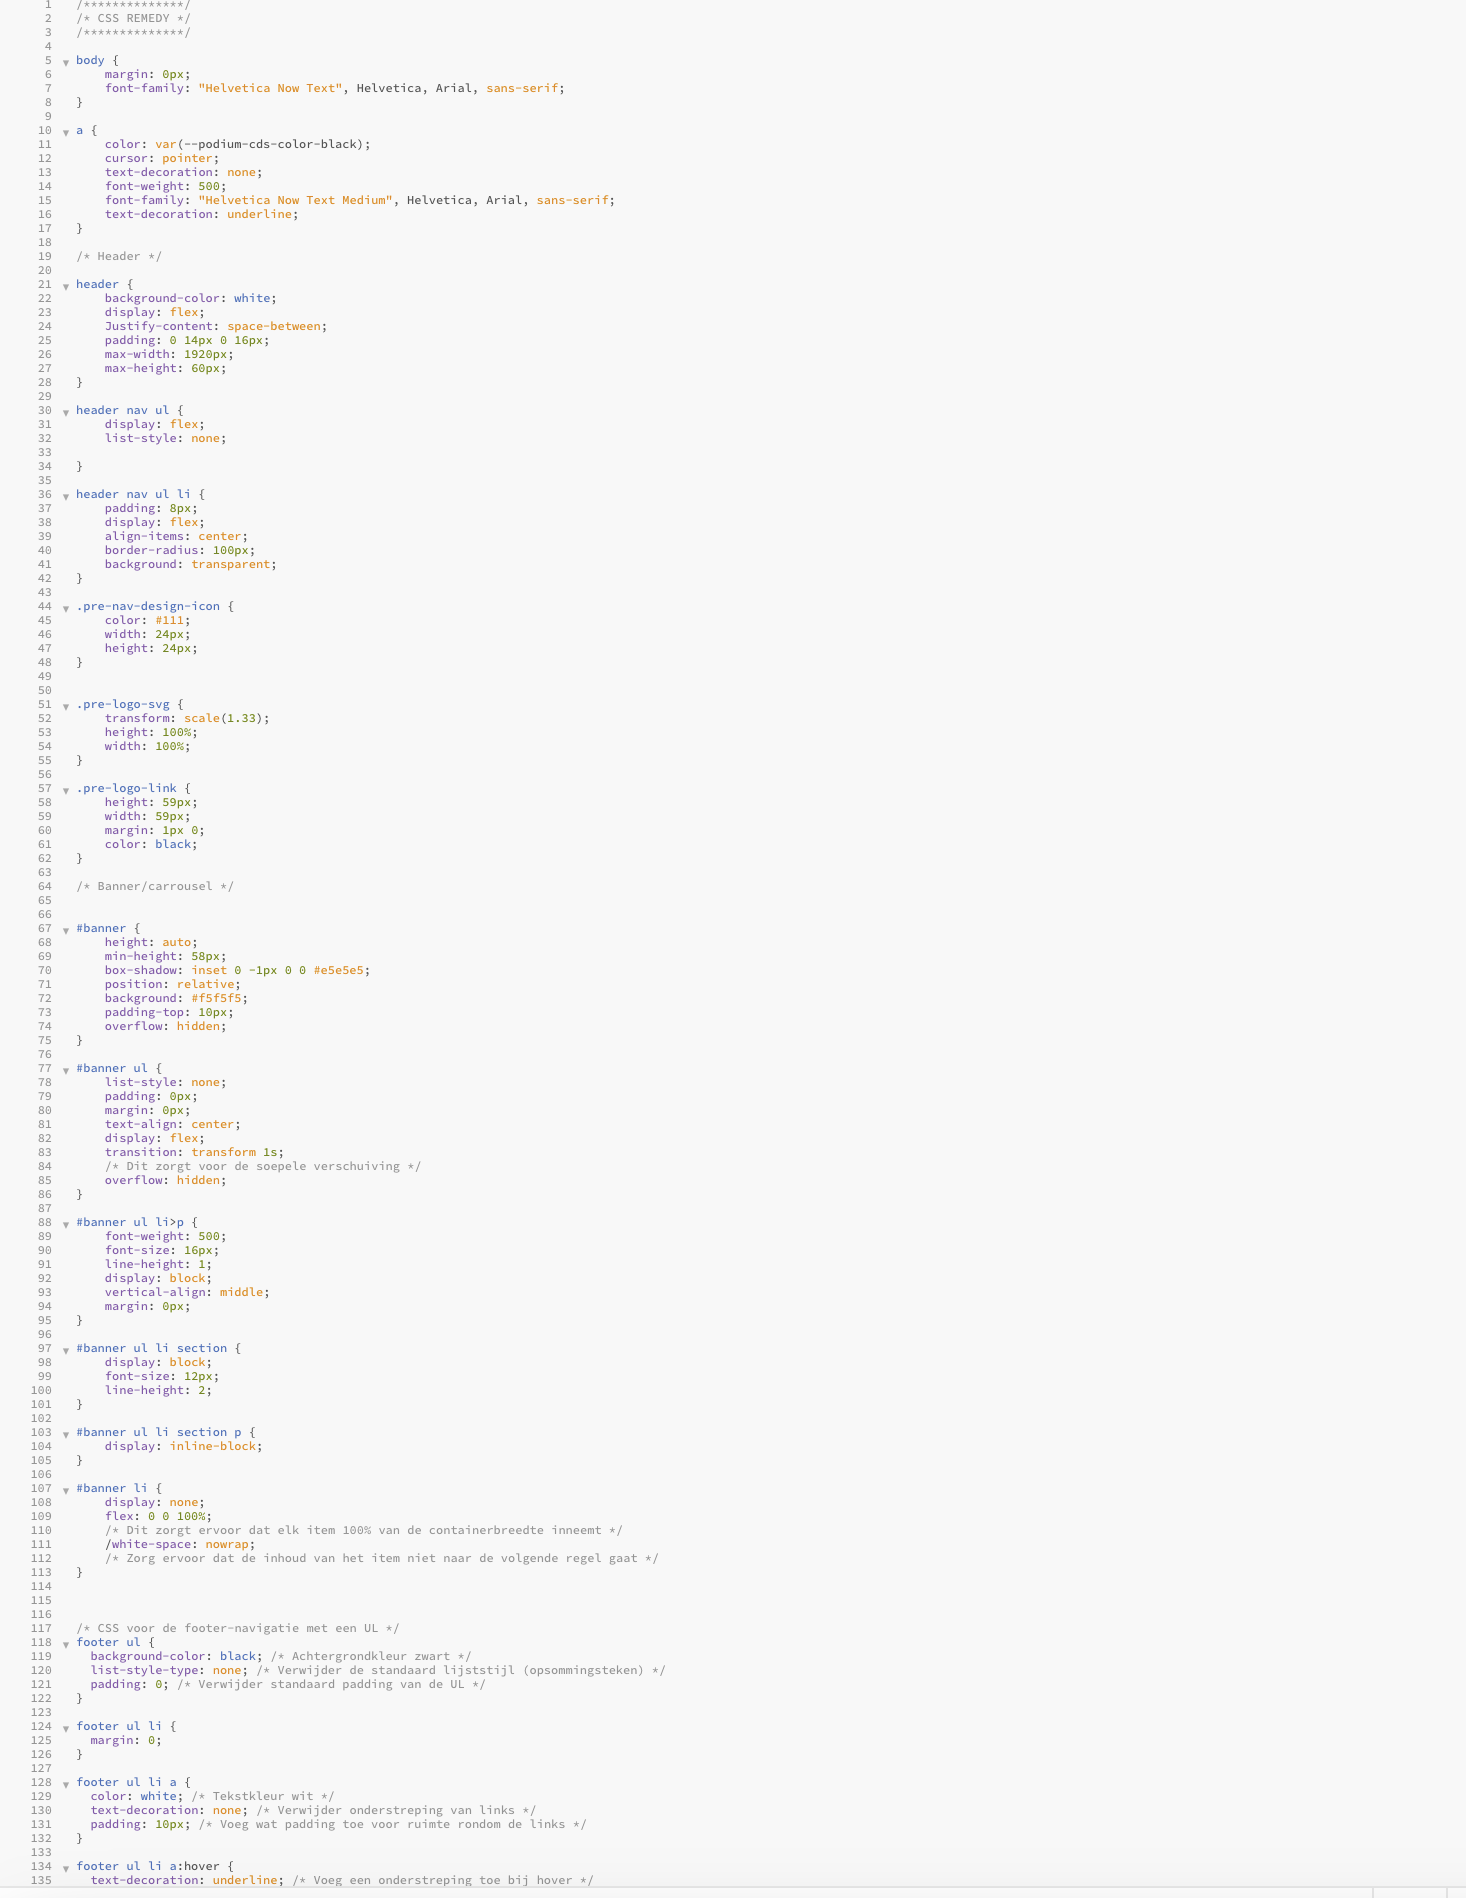 1 /**************/
2 /* CSS REMEDY */
3 /**************/
4
5 body {
6     margin: 0px;
7     font-family: "Helvetica Now Text", Helvetica, Arial, sans-serif;
8 }
9
10 a {
11     color: var(--podium-cds-color-black);
12     cursor: pointer;
13     text-decoration: none;
14     font-weight: 500;
15     font-family: "Helvetica Now Text Medium", Helvetica, Arial, sans-serif;
16     text-decoration: underline;
17 }
18
19 /* Header */
20
21 header {
22     background-color: white;
23     display: flex;
24     Justify-content: space-between;
25     padding: 0 14px 0 16px;
26     max-width: 1920px;
27     max-height: 60px;
28 }
29
30 header nav ul {
31     display: flex;
32     list-style: none;
33
34 }
35
36 header nav ul li {
37     padding: 8px;
38     display: flex;
39     align-items: center;
40     border-radius: 100px;
41     background: transparent;
42 }
43
44 .pre-nav-design-icon {
45     color: #111;
46     width: 24px;
47     height: 24px;
48 }
49
50
51 .pre-logo-svg {
52     transform: scale(1.33);
53     height: 100%;
54     width: 100%;
55 }
56
57 .pre-logo-link {
58     height: 59px;
59     width: 59px;
60     margin: 1px 0;
61     color: black;
62 }
63
64 /* Banner/carrousel */
65
66
67 #banner {
68     height: auto;
69     min-height: 58px;
70     box-shadow: inset 0 -1px 0 0 #e5e5e5;
71     position: relative;
72     background: #f5f5f5;
73     padding-top: 10px;
74     overflow: hidden;
75 }
76
77 #banner ul {
78     list-style: none;
79     padding: 0px;
80     margin: 0px;
81     text-align: center;
82     display: flex;
83     transition: transform 1s;
84     /* Dit zorgt voor de soepele verschuiving */
85     overflow: hidden;
86 }
87
88 #banner ul li>p {
89     font-weight: 500;
90     font-size: 16px;
91     line-height: 1;
92     display: block;
93     vertical-align: middle;
94     margin: 0px;
95 }
96
97 #banner ul li section {
98     display: block;
99     font-size: 12px;
100     line-height: 2;
101 }
102
103 #banner ul li section p {
104     display: inline-block;
105 }
106
107 #banner li {
108     display: none;
109     flex: 0 0 100%;
110     /* Dit zorgt ervoor dat elk item 100% van de containerbreedte inneemt */
111     /white-space: nowrap;
112     /* Zorg ervoor dat de inhoud van het item niet naar de volgende regel gaat */
113 }
114
115
116
117 /* CSS voor de footer-navigatie met een UL */
118 footer ul {
119   background-color: black; /* Achtergrondkleur zwart */
120   list-style-type: none; /* Verwijder de standaard lijststijl (opsommingsteken) */
121   padding: 0; /* Verwijder standaard padding van de UL */
122 }
123
124 footer ul li {
125   margin: 0;
126 }
127
128 footer ul li a {
129   color: white; /* Tekstkleur wit */
130   text-decoration: none; /* Verwijder onderstreping van links */
131   padding: 10px; /* Voeg wat padding toe voor ruimte rondom de links */
132 }
133
134 footer ul li a:hover {
135   text-decoration: underline; /* Voeg een onderstreping toe bij hover */